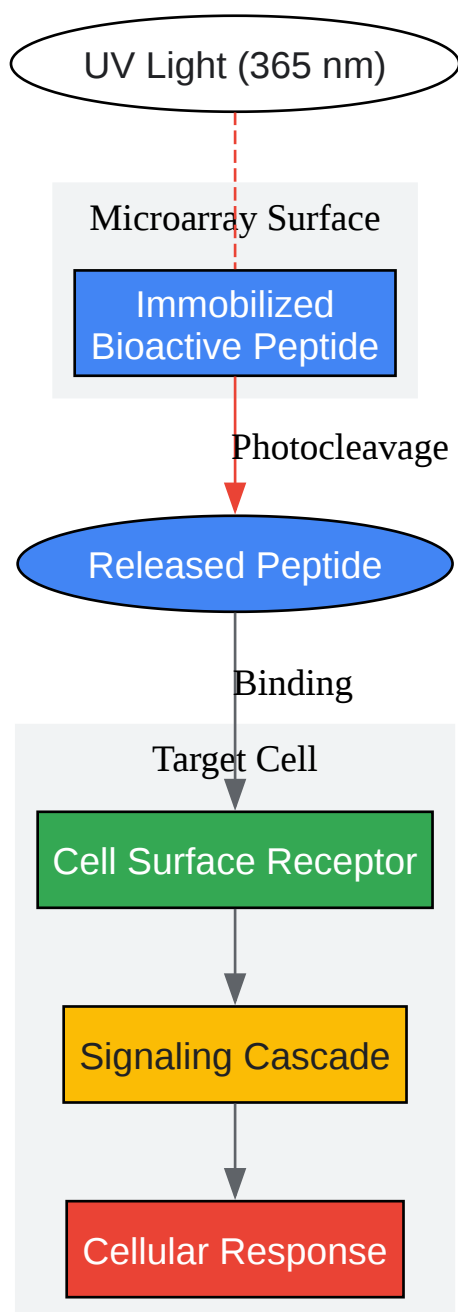 UV Light (365 nm)
Microarray Surface
Immobilized
Bioactive Peptide
Photocleavage
Released Peptide
Binding
Target Cell
Cell Surface Receptor
Signaling Cascade
Cellular Response